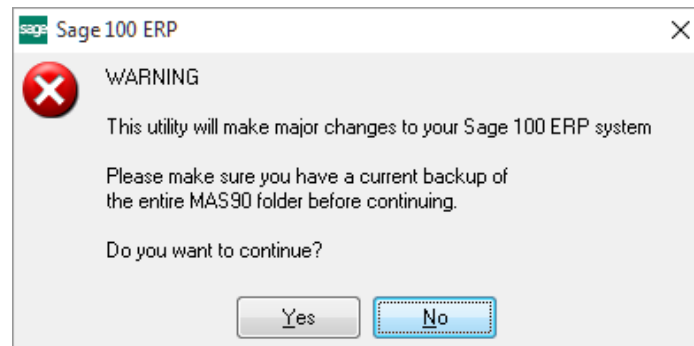 sage Sage 100 ERP
WARNING
This utility will make major changes to your Sage 100 ERP system
Please make sure you have a current backup of
the entire MAS90 folder before continuing.
Do you want to continue?
Yes No